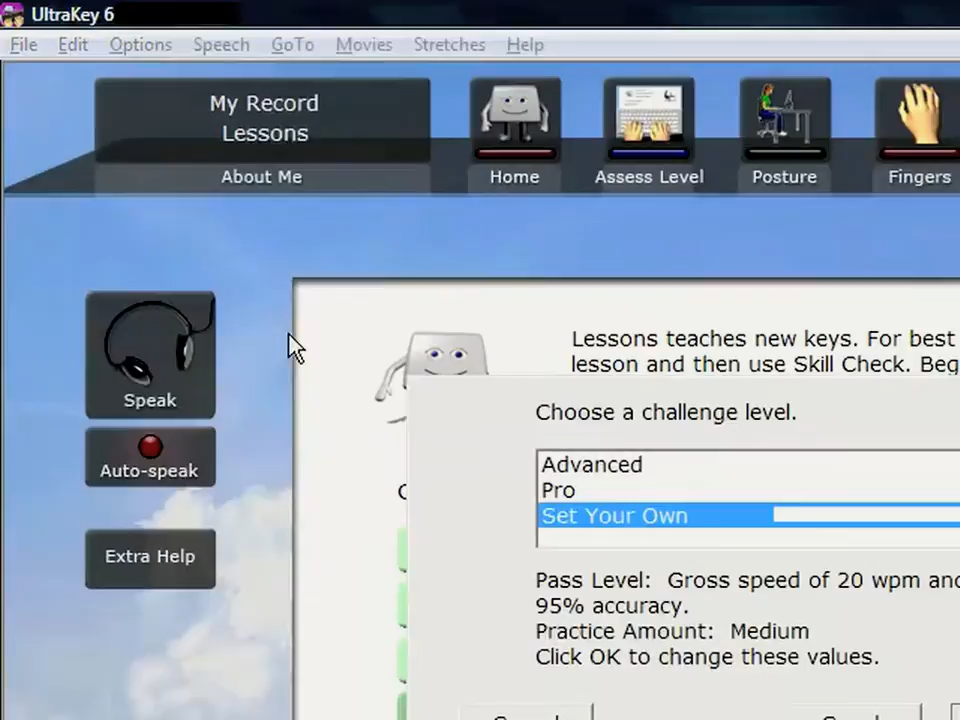 UltraKey 6
File Edit Options Speech GoTo Movies Stretches Help
My Record
Lessons
About Me
Home
Assess Level
Posture
Fingers
Speak
Auto-speak
Extra Help
Lessons teaches new keys. For best
lesson and then use Skill Check.
Choose a challenge level.
Advanced
Pro
Set Your Own
Pass Level: Gross speed of 20 wpm and
95% accuracy.
Practice Amount: Medium
Click OK to change these values.